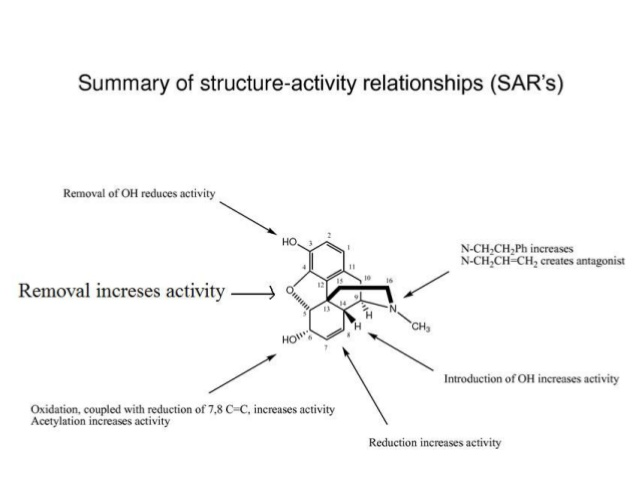 Summary of structure-activity relationships (SAR's)
Removal of OH reduces activity
HO
3
2
1
4
11
N-CH₂CH₂Ph increases
N-CH₂CH=CH₂ creates antagonist
12
15
10
16
Removal increses activity
O
9
H
N
5
13
14
H
CH₃
HO
6
7
8
Introduction of OH increases activity
Oxidation, coupled with reduction of 7,8 C=C, increases activity
Acetylation increases activity
Reduction increases activity